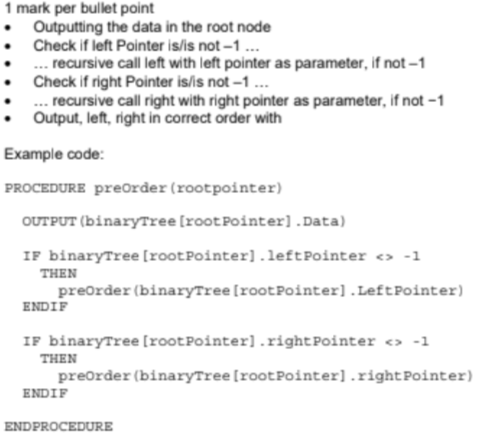 1 mark per bullet point
• Outputting the data in the root node
• Check if left Pointer is/is not –1 ...
• ... recursive call left with left pointer as parameter, if not –1
• Check if right Pointer is/is not –1 ...
• ... recursive call right with right pointer as parameter, if not −1
• Output, left, right in correct order with
Example code:
PROCEDURE preOrder(rootpointer)
OUTPUT(binaryTree[rootPointer].Data)
IF binaryTree[rootPointer].leftPointer <> -1
THEN
preOrder(binaryTree[rootPointer].LeftPointer)
ENDIF
IF binaryTree[rootPointer].rightPointer <> -1
THEN
preOrder(binaryTree[rootPointer].rightPointer)
ENDIF
ENDPROCEDURE